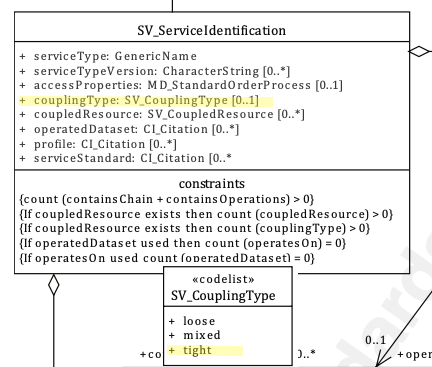 SV_ServiceIdentification
+ serviceType: GenericName
+ serviceTypeVersion: CharacterString [0..*]
+ accessProperties: MD_StandardOrderProcess [0..1]
+ couplingType: SV_CouplingType [0..1]
+ coupledResource: SV_CoupledResource [0..*]
+ operatedDataset: CI_Citation [0..*]
+ profile: CI_Citation [0..*]
+ serviceStandard: CI_Citation [0..*
constraints
{count (containsChain + containsOperations) > 0}
{If coupledResource exists then count (coupledResource) > 0}
{If coupledResource exists then count (couplingType) > 0}
{If operatedDataset used then count (operatesOn) = 0}
{If operatesOn used count (operatedDataset) = 0}
«codelist»
SV_CouplingType
+ loose
+ mixed
+ tight
0..1
+co
0..*
+oper